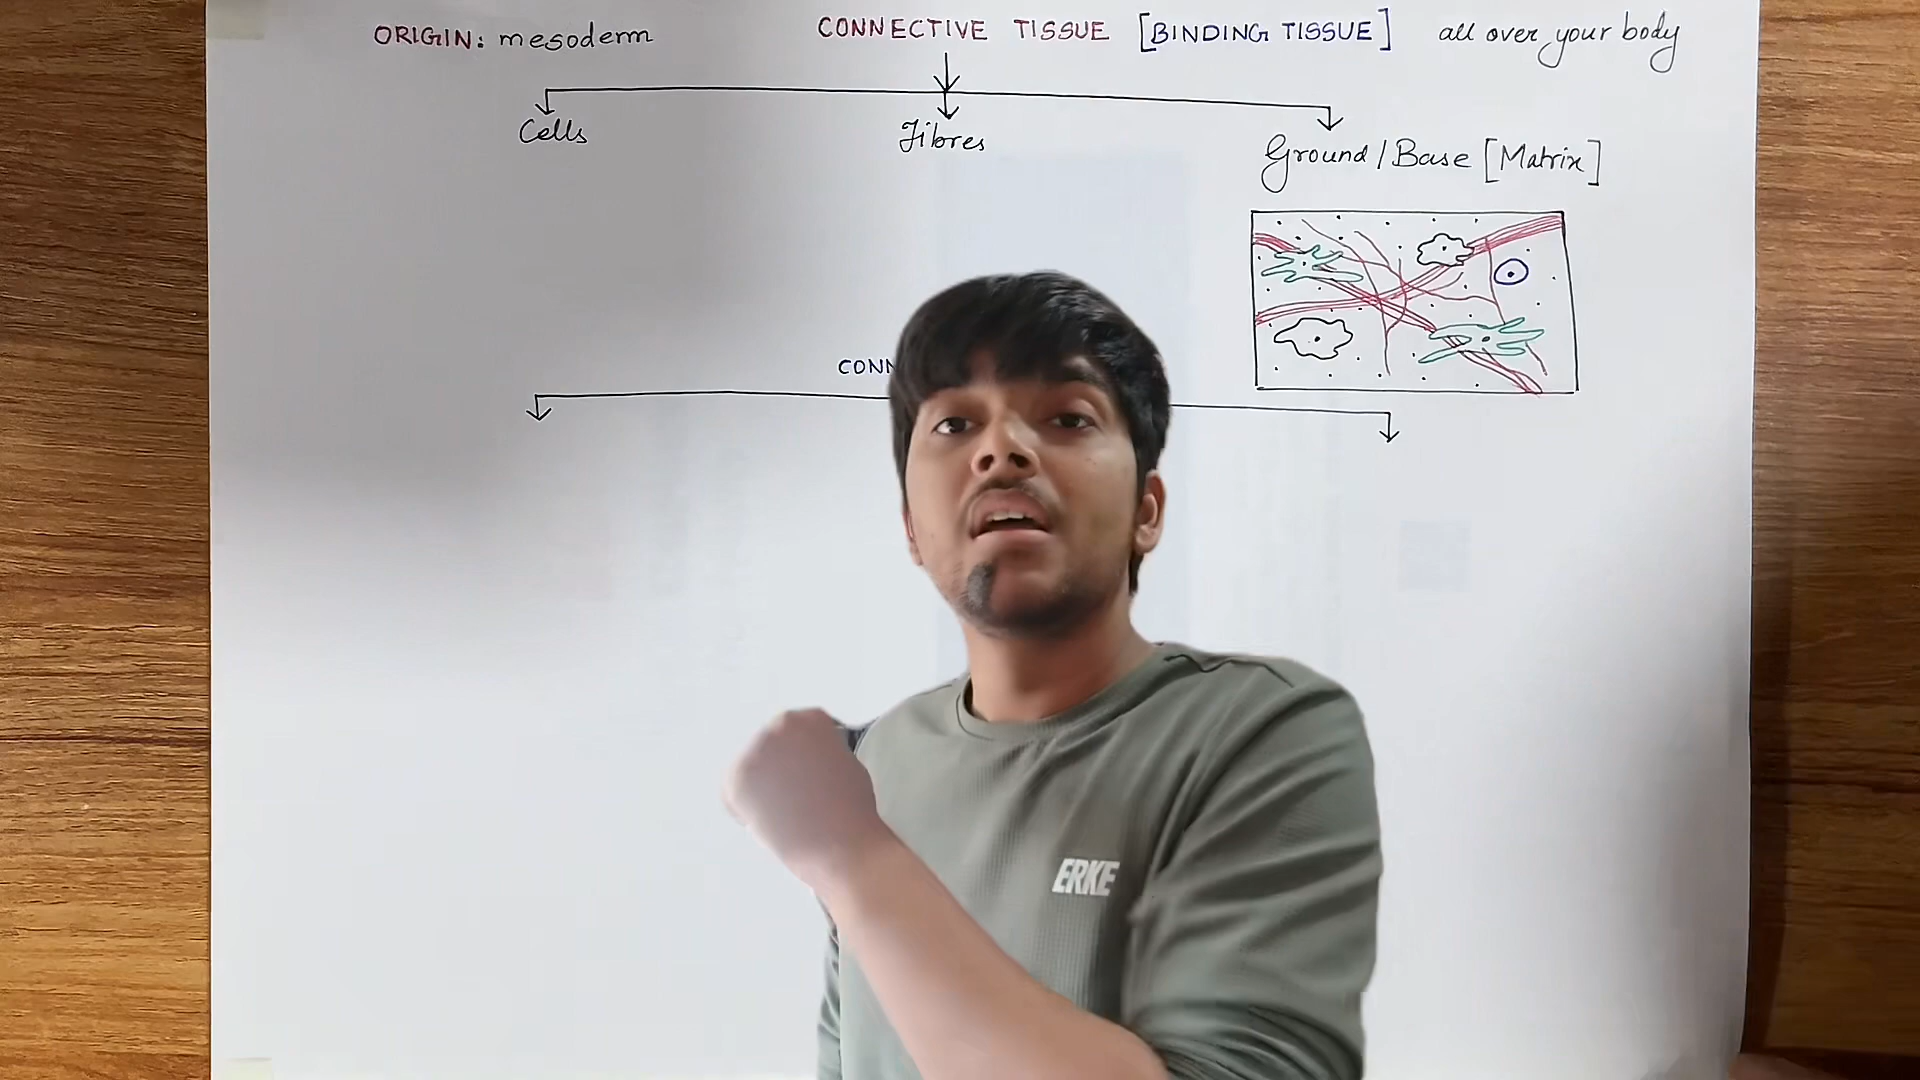 ORIGIN: mesoderm
CONNECTIVE TISSUE [BINDING TISSUE]
all over your body
Cells
Fibres
Ground / Base [Matrix]
CONN
ERKE